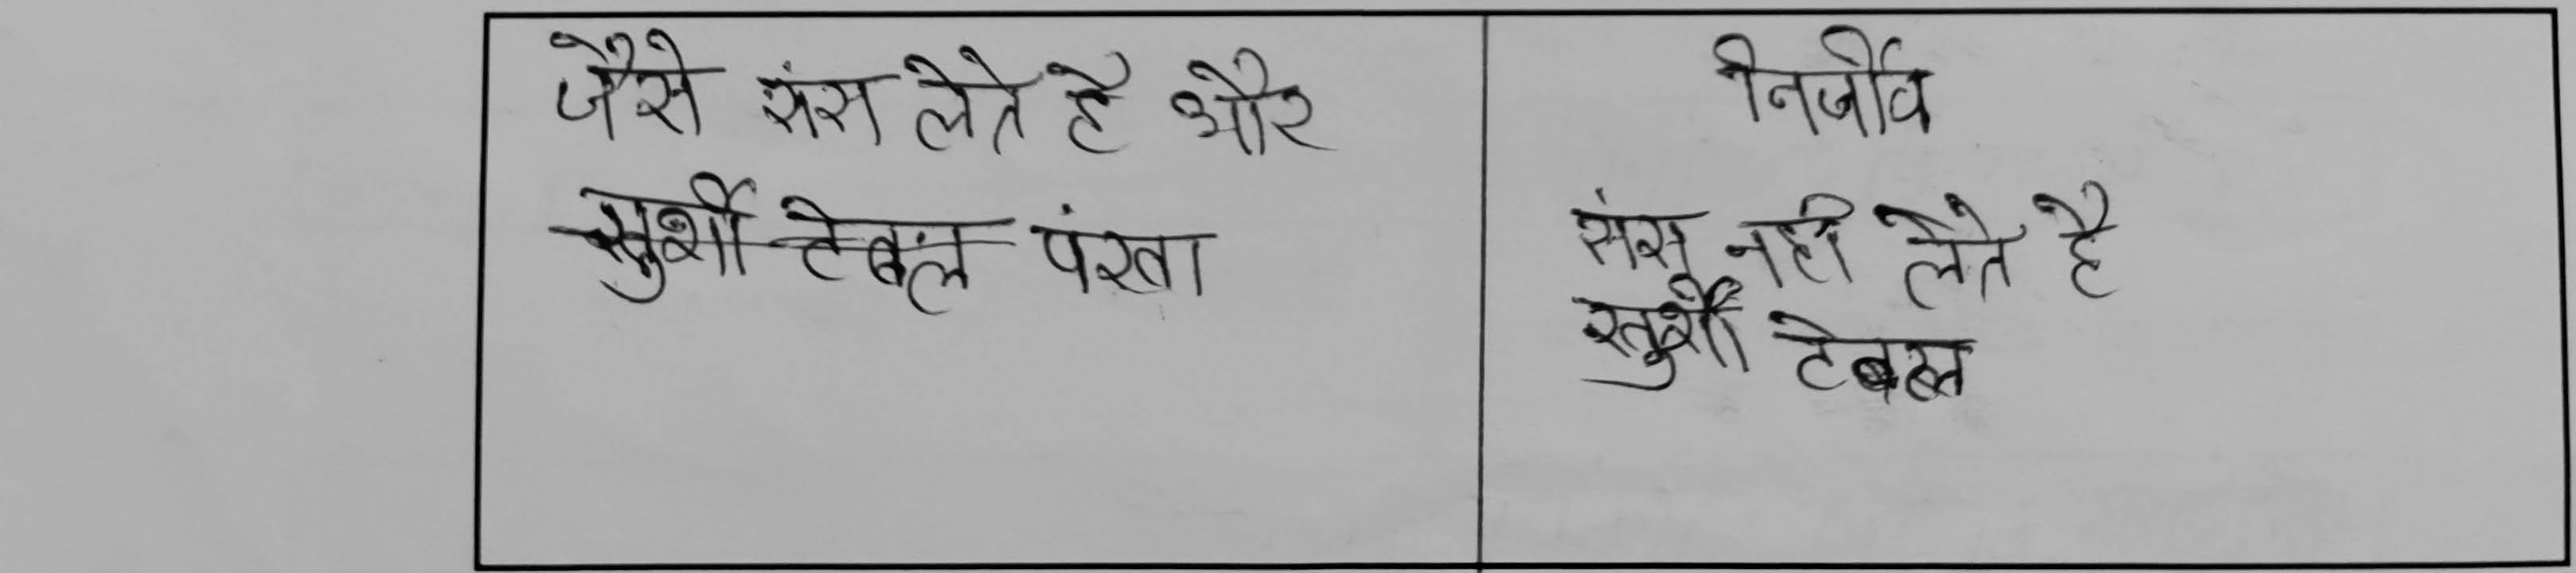 जैसे संस लेते है और
खुर्शी टेबल पंखा
निर्जीव
संस नही लेते है
खुर्शी टेबल